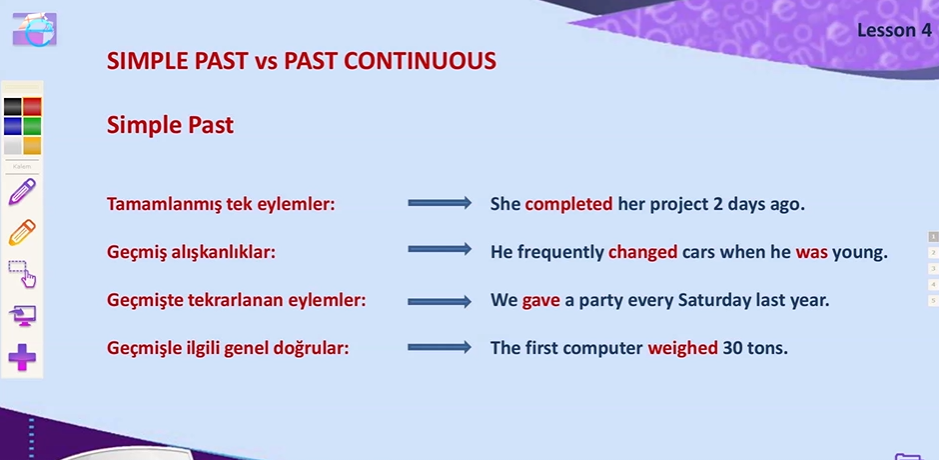 Lesson 4
SIMPLE PAST vs PAST CONTINUOUS
Simple Past
Kalem
Tamamlanmış tek eylemler: She completed her project 2 days ago.
Geçmiş alışkanlıklar: He frequently changed cars when he was young.
Geçmişte tekrarlanan eylemler: We gave a party every Saturday last year.
Geçmişle ilgili genel doğrular: The first computer weighed 30 tons.
1
2
3
4
5